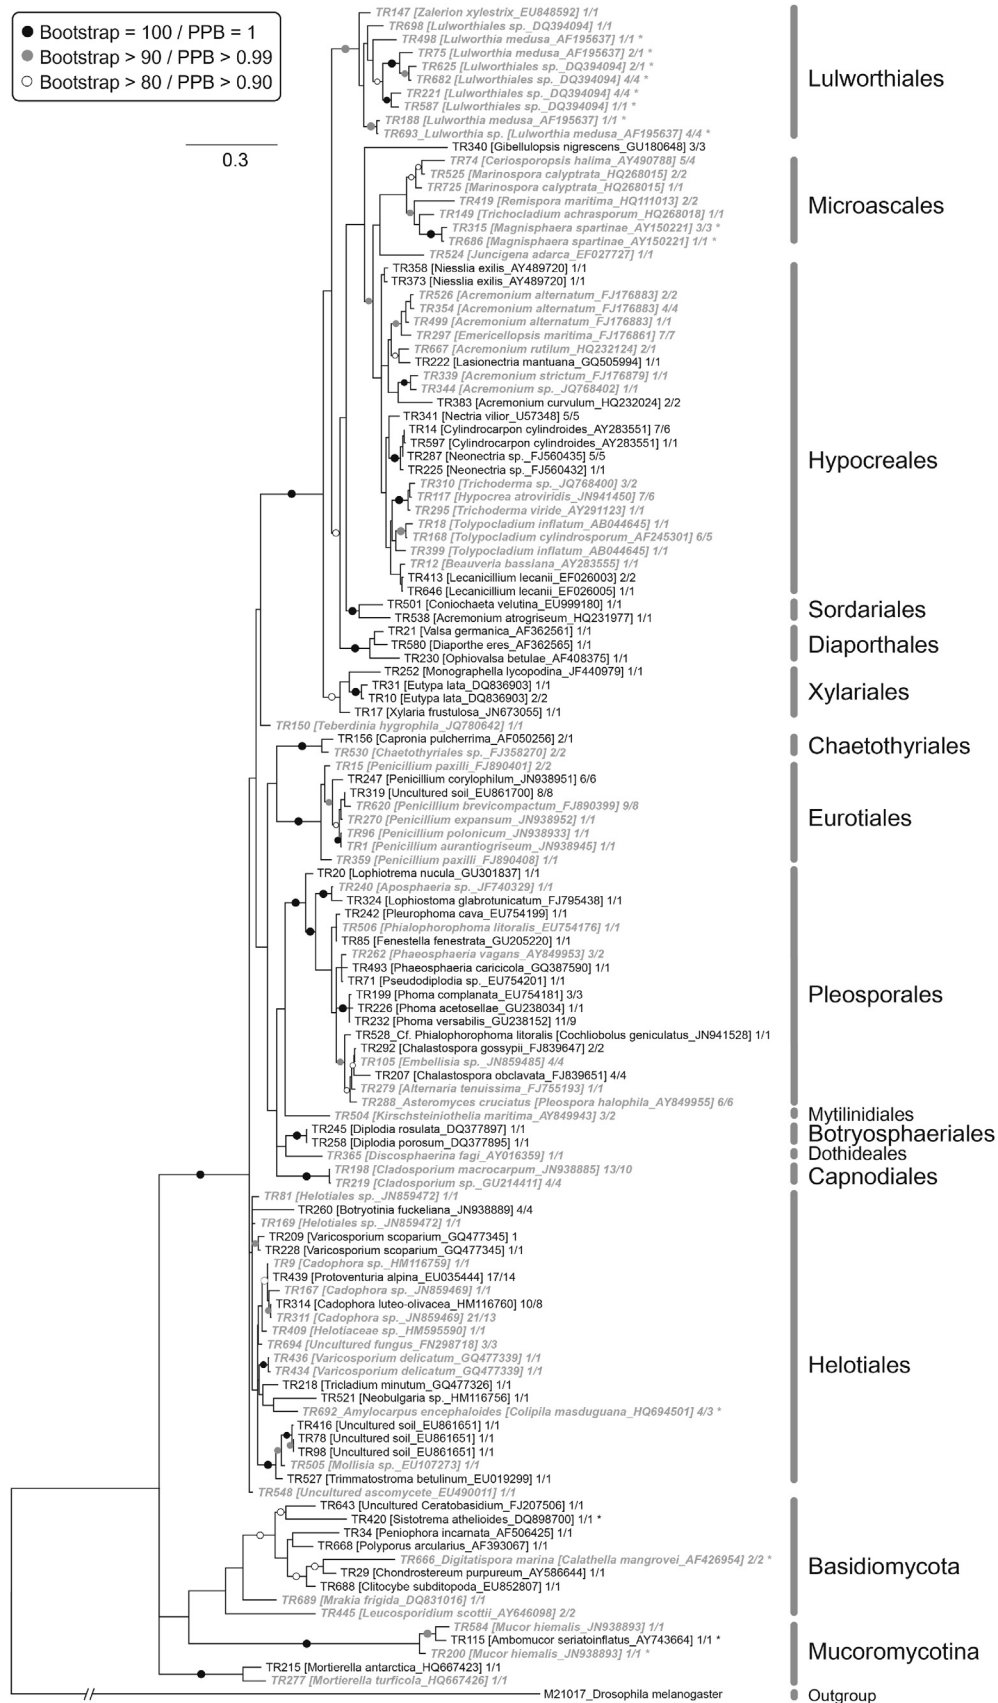 Bootstrap = 100 / PPB = 1
Bootstrap > 90 / PPB > 0.99
Bootstrap > 80 / PPB > 0.90
0.3
TR147 [Zalerion xylestrix_EU848592] 1/1
TR698 [Lulworthiales sp._DQ394094] 1/1
TR498 [Lulworthia medusa_AF195637] 1/1 *
TR75 [Lulworthia medusa_AF195637] 2/1 *
TR625 [Lulworthiales sp._DQ394094] 2/1 *
TR682 [Lulworthiales sp._DQ394094] 4/4 *
TR221 [Lulworthiales sp._DQ394094] 4/4 *
TR587 [Lulworthiales sp._DQ394094] 1/1 *
TR188 [Lulworthia medusa_AF195637] 1/1 *
TR693_Lulworthia sp. [Lulworthia medusa_AF195637] 4/4 *
Lulworthiales
TR340 [Gibellulopsis nigrescens_GU180648] 3/3
TR74 [Ceriosporopsis halima_AY490788] 5/4
TR525 [Marinospora calyptrata_HQ268015] 2/2
TR725 [Marinospora calyptrata_HQ268015] 1/1
TR419 [Remispora maritima_HQ111013] 2/2
TR149 [Trichocladium achrasporum_HQ268018] 1/1
TR315 [Magnisphaera spartinae_AY150221] 3/3 *
TR686 [Magnisphaera spartinae_AY150221] 1/1 *
TR524 [Juncigena adarca_EF027727] 1/1
Microascales
TR358 [Niesslia exilis_AY489720] 1/1
TR373 [Niesslia exilis_AY489720] 1/1
TR526 [Acremonium alternatum_FJ176883] 2/2
TR354 [Acremonium alternatum_FJ176883] 4/4
TR499 [Acremonium alternatum_FJ176883] 1/1
TR297 [Emericellopsis maritima_FJ176861] 7/7
TR667 [Acremonium rutilum_HQ232124] 2/1
TR222 [Lasionectria mantuana_GQ505994] 1/1
TR339 [Acremonium strictum_FJ176879] 1/1
TR344 [Acremonium sp._JQ768402] 1/1
TR383 [Acremonium curvulum_HQ232024] 2/2
TR341 [Nectria vilior_U57348] 5/5
TR14 [Cylindrocarpon cylindroides_AY283551] 7/6
TR597 [Cylindrocarpon cylindroides_AY283551] 1/1
TR287 [Neonectria sp._FJ560435] 5/5
TR225 [Neonectria sp._FJ560432] 1/1
TR310 [Trichoderma sp._JQ768400] 3/2
TR117 [Hypocrea atroviridis_JN941450] 7/6
TR295 [Trichoderma viride_AY291123] 1/1
TR18 [Tolypocladium inflatum_AB044645] 1/1
TR168 [Tolypocladium cylindrosporum_AF245301] 6/5
TR399 [Tolypocladium inflatum_AB044645] 1/1
TR12 [Beauveria bassiana_AY283555] 1/1
TR413 [Lecanicillium lecanii_EF026003] 2/2
TR646 [Lecanicillium lecanii_EF026005] 1/1
Hypocreales
TR501 [Coniochaeta velutina_EU999180] 1/1
TR538 [Acremonium atrogriseum_HQ231977] 1/1
Sordariales
TR21 [Valsa germanica_AF362561] 1/1
TR580 [Diaporthe eres_AF362565] 1/1
TR230 [Ophiovalsa betulae_AF408375] 1/1
Diaporthales
TR252 [Monographella lycopodina_JF440979] 1/1
TR31 [Eutypa lata_DQ836903] 1/1
TR10 [Eutypa lata_DQ836903] 2/2
TR17 [Xylaria frustulosa_JN673055] 1/1
Xylariales
TR150 [Teberdinia hygrophila_JQ780642] 1/1
TR156 [Capronia pulcherrima_AF050256] 2/1
TR530 [Chaetothyriales sp._FJ358270] 2/2
Chaetothyriales
TR15 [Penicillium paxilli_FJ890401] 2/2
TR247 [Penicillium corylophilum_JN938951] 6/6
TR319 [Uncultured soil_EU861700] 8/8
TR620 [Penicillium brevicompactum_FJ890399] 9/8
TR270 [Penicillium expansum_JN938952] 1/1
TR96 [Penicillium polonicum_JN938933] 1/1
TR1 [Penicillium aurantiogriseum_JN938945] 1/1
TR359 [Penicillium paxilli_FJ890408] 1/1
Eurotiales
TR20 [Lophiotrema nucula_GU301837] 1/1
TR240 [Aposphaeria sp._JF740329] 1/1
TR324 [Lophiostoma glabrotunicatum_FJ795438] 1/1
TR242 [Pleurophoma cava_EU754199] 1/1
TR506 [Phialophorophoma litoralis_EU754176] 1/1
TR85 [Fenestella fenestrata_GU205220] 1/1
TR262 [Phaeosphaeria vagans_AY849953] 3/2
TR493 [Phaeosphaeria caricicola_GQ387590] 1/1
TR71 [Pseudodiplodia sp._EU754201] 1/1
TR199 [Phoma complanata_EU754181] 3/3
TR226 [Phoma acetosellae_GU238034] 1/1
TR232 [Phoma versabilis_GU238152] 11/9
TR528_Cf. Phialophorophoma litoralis [Cochliobolus geniculatus_JN941528] 1/1
TR292 [Chalastospora gossypii_FJ839647] 2/2
TR105 [Embellisia sp._JN859485] 4/4
TR207 [Chalastospora obclavata_FJ839651] 4/4
TR279 [Alternaria tenuissima_FJ755193] 1/1
TR288_Asteromyces cruciatus [Pleospora halophila_AY849955] 6/6
Pleosporales
TR504 [Kirschsteiniothelia maritima_AY849943] 3/2
Mytilinidiales
TR245 [Diplodia rosulata_DQ377897] 1/1
TR258 [Diplodia porosum_DQ377895] 1/1
Botryosphaeriales
TR365 [Discosphaerina fagi_AY016359] 1/1
Dothideales
TR198 [Cladosporium macrocarpum_JN938885] 13/10
TR219 [Cladosporium sp._GU214411] 4/4
Capnodiales
TR81 [Helotiales sp._JN859472] 1/1
TR260 [Botryotinia fuckeliana_JN938889] 4/4
TR169 [Helotiales sp._JN859472] 1/1
TR209 [Varicosporium scoparium_GQ477345] 1
TR228 [Varicosporium scoparium_GQ477345] 1/1
TR9 [Cadophora sp._HM116759] 1/1
TR439 [Protoventuria alpina_EU035444] 17/14
TR167 [Cadophora sp._JN859469] 1/1
TR314 [Cadophora luteo-olivacea_HM116760] 10/8
TR311 [Cadophora sp._JN859469] 21/13
TR409 [Helotiaceae sp._HM595590] 1/1
TR694 [Uncultured fungus_FN298718] 3/3
TR436 [Varicosporium delicatum_GQ477339] 1/1
TR434 [Varicosporium delicatum_GQ477339] 1/1
TR218 [Tricladium minutum_GQ477326] 1/1
TR521 [Neobulgaria sp._HM116756] 1/1
TR692_Amylocarpus encephaloides [Colipila masduguana_HQ694501] 4/3 *
TR416 [Uncultured soil_EU861651] 1/1
TR78 [Uncultured soil_EU861651] 1/1
TR98 [Uncultured soil_EU861651] 1/1
TR505 [Mollisia sp._EU107273] 1/1
TR527 [Trimmatostroma betulinum_EU019299] 1/1
Helotiales
TR548 [Uncultured ascomycete_EU490011] 1/1
TR643 [Uncultured Ceratobasidium_FJ207506] 1/1
TR420 [Sistotrema athelioides_DQ898700] 1/1 *
TR34 [Peniophora incarnata_AF506425] 1/1
TR668 [Polyporus arcularius_AF393067] 1/1
TR666_Digitatispora marina [Calathella mangrovei_AF426954] 2/2 *
TR29 [Chondrostereum purpureum_AY586644] 1/1
TR688 [Clitocybe subditopoda_EU852807] 1/1
TR689 [Mrakia frigida_DQ831016] 1/1
TR445 [Leucosporidium scottii_AY646098] 2/2
Basidiomycota
TR584 [Mucor hiemalis_JN938893] 1/1
TR115 [Ambomucor seriatoinflatus_AY743664] 1/1 *
TR200 [Mucor hiemalis_JN938893] 1/1 *
TR215 [Mortierella antarctica_HQ667423] 1/1
TR277 [Mortierella turficola_HQ667426] 1/1
Mucoromycotina
M21017_Drosophila melanogaster
Outgroup